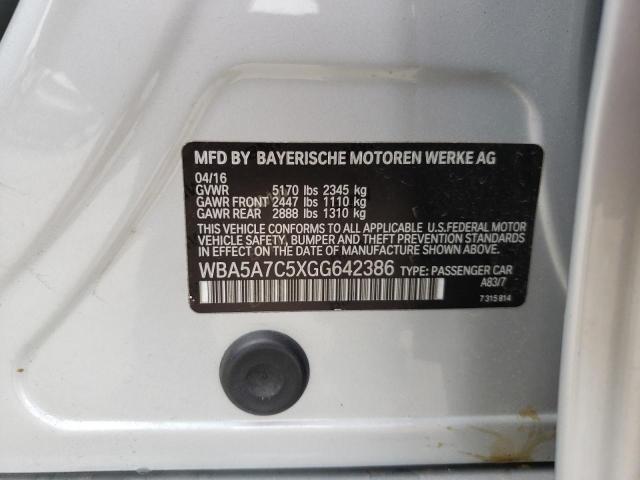 MFD BY BAYERISCHE MOTOREN WERKE AG
04/16
GVWR 5170 lbs 2345 kg
GAWR FRONT 2447 lbs 1110 kg
GAWR REAR 2888 lbs 1310 kg
THIS VEHICLE CONFORMS TO ALL APPLICABLE U.S.FEDERAL MOTOR
VEHICLE SAFETY, BUMPER AND THEFT PREVENTION STANDARDS
IN EFFECT ON THE DATE OF MANUFACTURE SHOWN ABOVE.
WBA5A7C5XGG642386 TYPE: PASSENGER CAR
A83/7
7 315 814